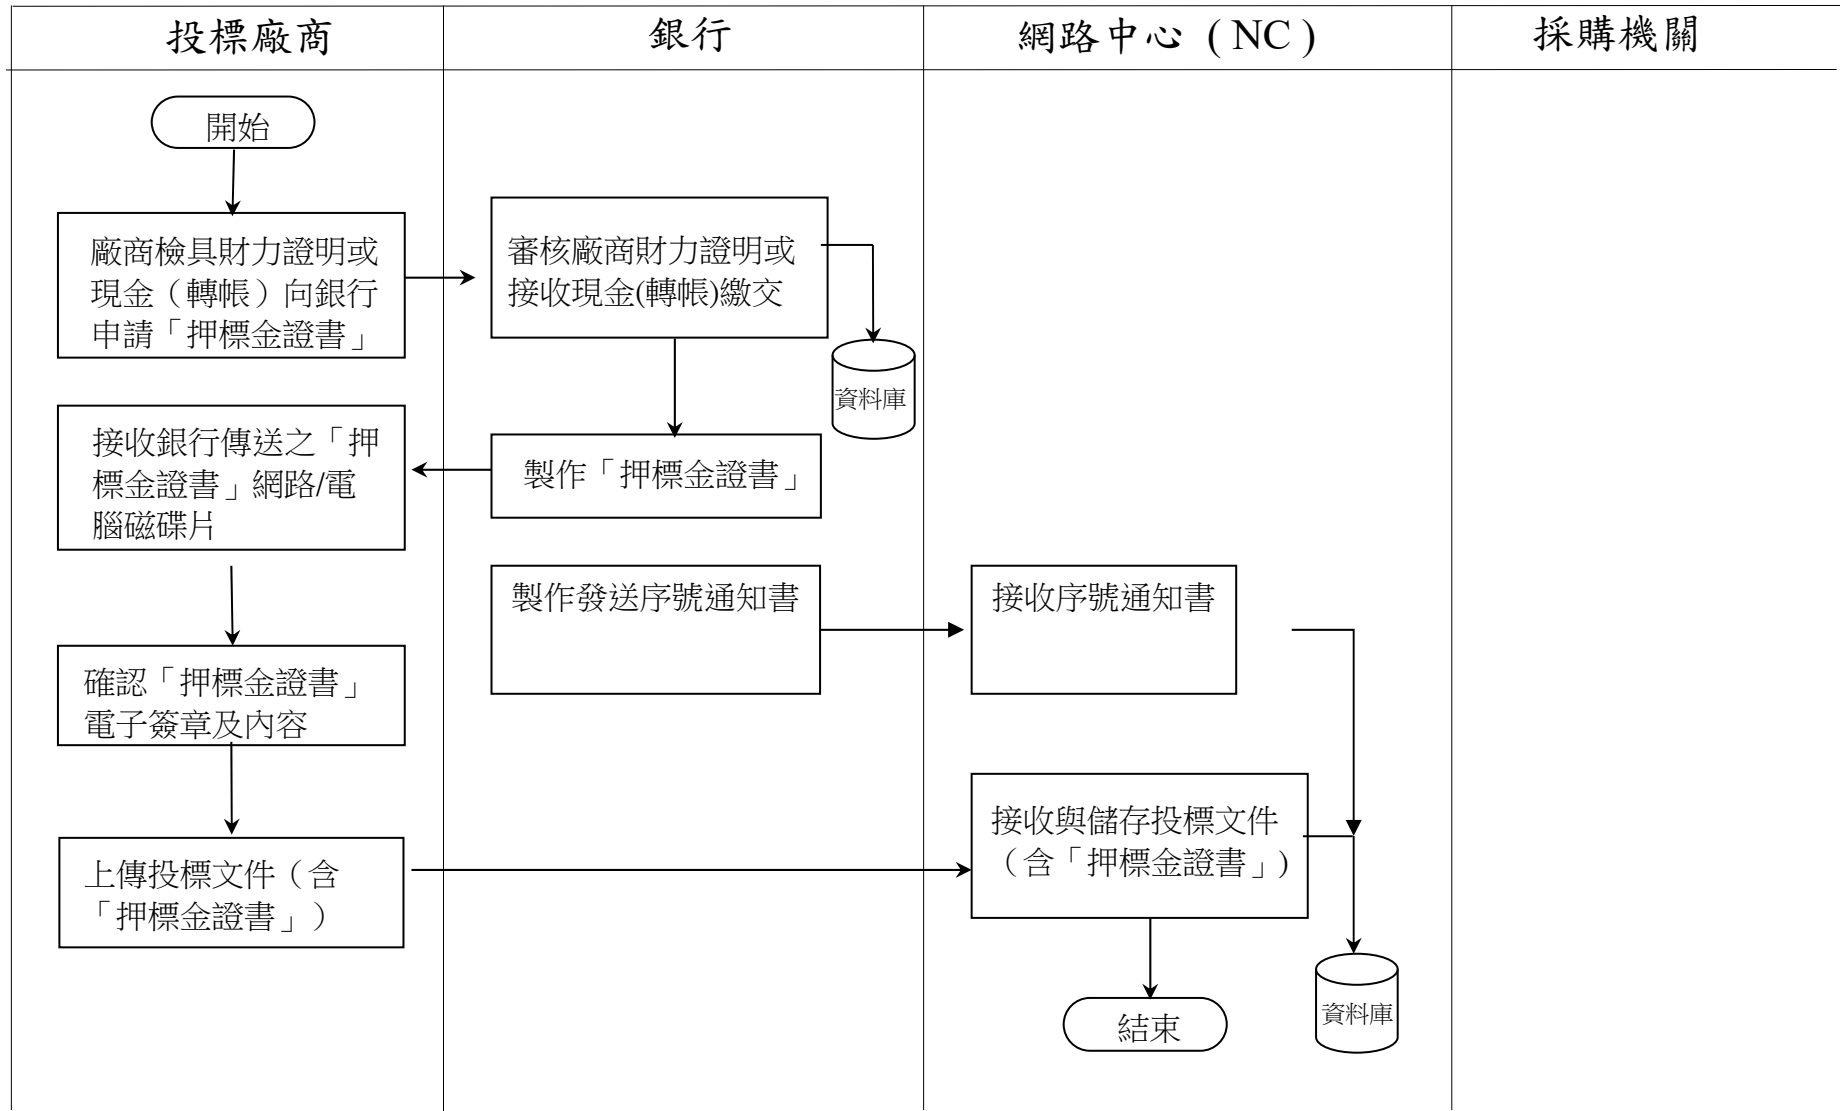 投標廠商
銀行
網路中心 ( NC )
採購機關
開始
廠商檢具財力證明或
現金（轉帳）向銀行
申請「押標金證書」
審核廠商財力證明或
接收現金(轉帳)繳交
資料庫
接收銀行傳送之「押
標金證書」網路/電
腦磁碟片
製作「押標金證書」
製作發送序號通知書
接收序號通知書
確認「押標金證書」
電子簽章及內容
上傳投標文件（含
「押標金證書」）
接收與儲存投標文件
（含「押標金證書」)
結束
資料庫